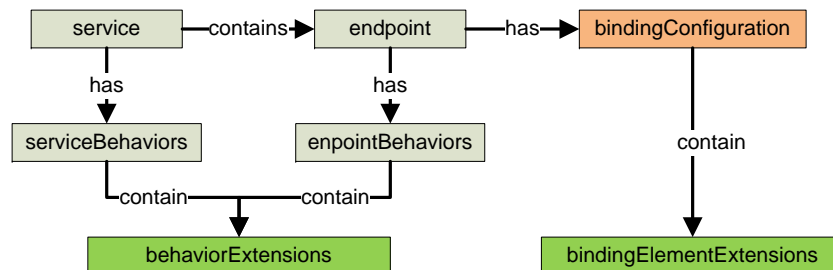 service
contains
endpoint
has
bindingConfiguration
has
has
serviceBehaviors
enpointBehaviors
contain
contain
contain
behaviorExtensions
bindingElementExtensions